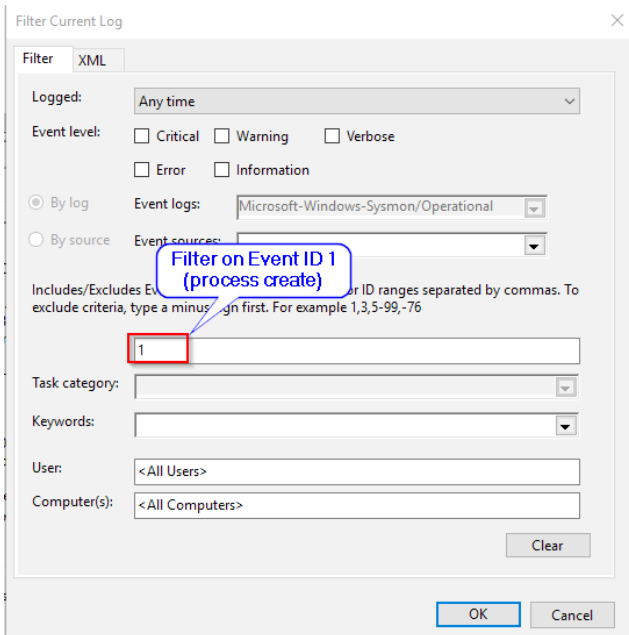 Filter Current Log
Filter XML
Logged: Any time
Event level: Critical Warning Verbose
Error Information
By log Event logs: Microsoft-Windows-Sysmon/Operational
By source Event sources:
Filter on Event ID 1
(process create)
Includes/Excludes Ev or ID ranges separated by commas. To
exclude criteria, type a minus sign first. For example 1,3,5-99,-76
1
Task category:
Keywords:
User: <All Users>
Computer(s): <All Computers>
Clear
OK Cancel